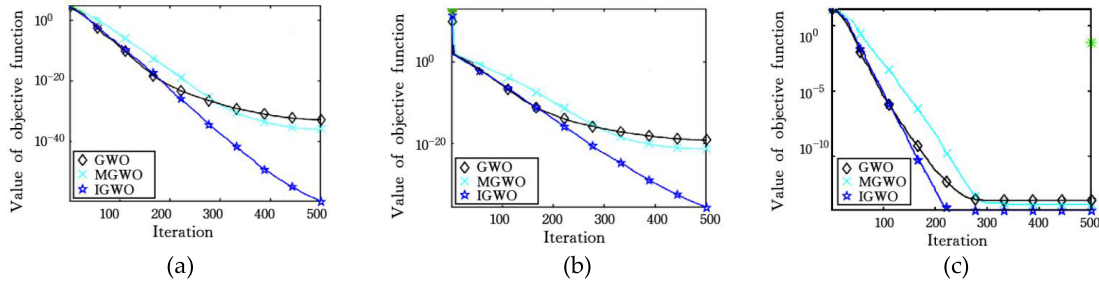 Value of objective function
10^0
10^-20
10^-40
GWO
MGWO
IGWO
100 200 300 400 500
Iteration
(a)
Value of objective function
10^0
10^-20
GWO
MGWO
IGWO
100 200 300 400 500
Iteration
(b)
Value of objective function
10^0
10^-5
10^-10
GWO
MGWO
IGWO
100 200 300 400 500
Iteration
(c)